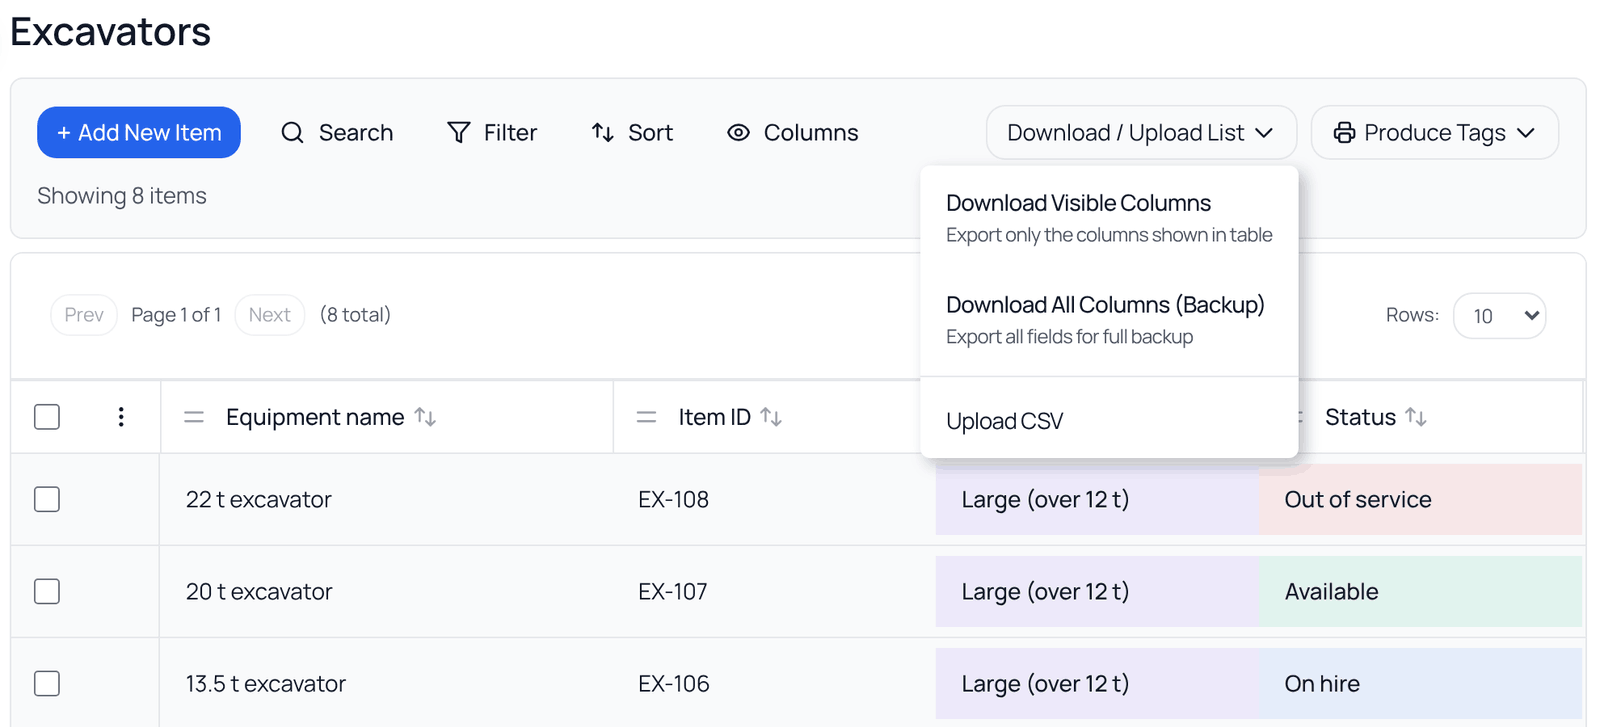 Excavators
+ Add New Item
Search
Filter
Sort
Columns
Download / Upload List
Produce Tags
Showing 8 items
Download Visible Columns
Export only the columns shown in table
Download All Columns (Backup)
Export all fields for full backup
Upload CSV
Prev
Page 1 of 1
Next
(8 total)
Rows:
10
Equipment name
Item ID
Status
22 t excavator
EX-108
Large (over 12 t)
Out of service
20 t excavator
EX-107
Large (over 12 t)
Available
13.5 t excavator
EX-106
Large (over 12 t)
On hire